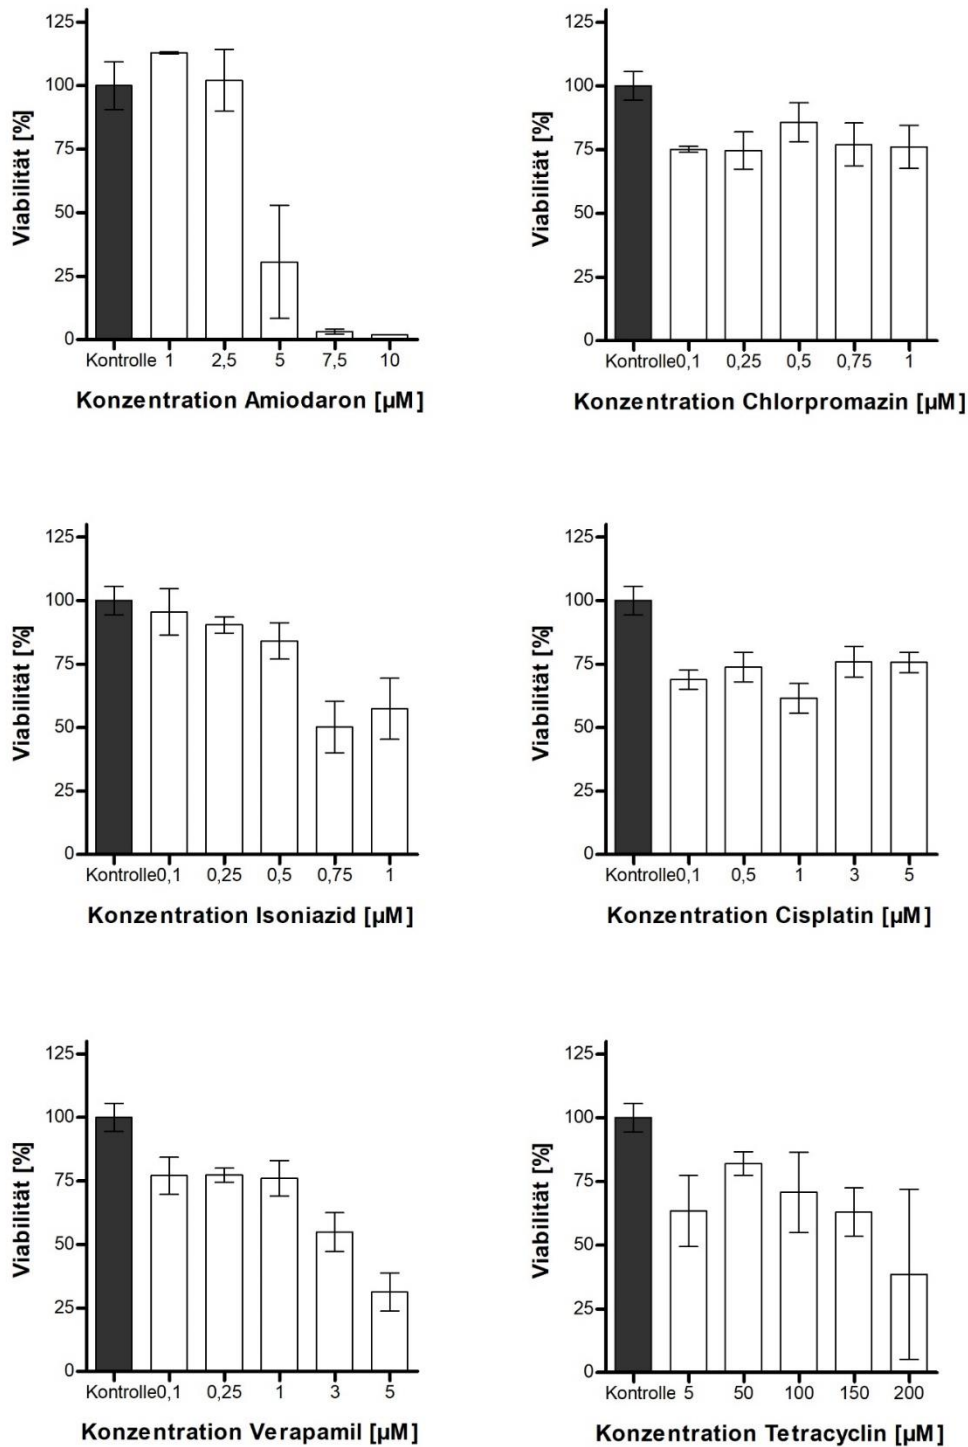 125
100
75
50
25
0
Viabilität [%]
Kontrolle 1 2,5 5 7,5 10
Konzentration Amiodaron [µM]
125
100
75
50
25
0
Viabilität [%]
Kontrolle 0,1 0,25 0,5 0,75 1
Konzentration Chlorpromazin [µM]
125
100
75
50
25
0
Viabilität [%]
Kontrolle 0,1 0,25 0,5 0,75 1
Konzentration Isoniazid [µM]
125
100
75
50
25
0
Viabilität [%]
Kontrolle 0,1 0,5 1 3 5
Konzentration Cisplatin [µM]
125
100
75
50
25
0
Viabilität [%]
Kontrolle 0,1 0,25 1 3 5
Konzentration Verapamil [µM]
125
100
75
50
25
0
Viabilität [%]
Kontrolle 5 50 100 150 200
Konzentration Tetracyclin [µM]